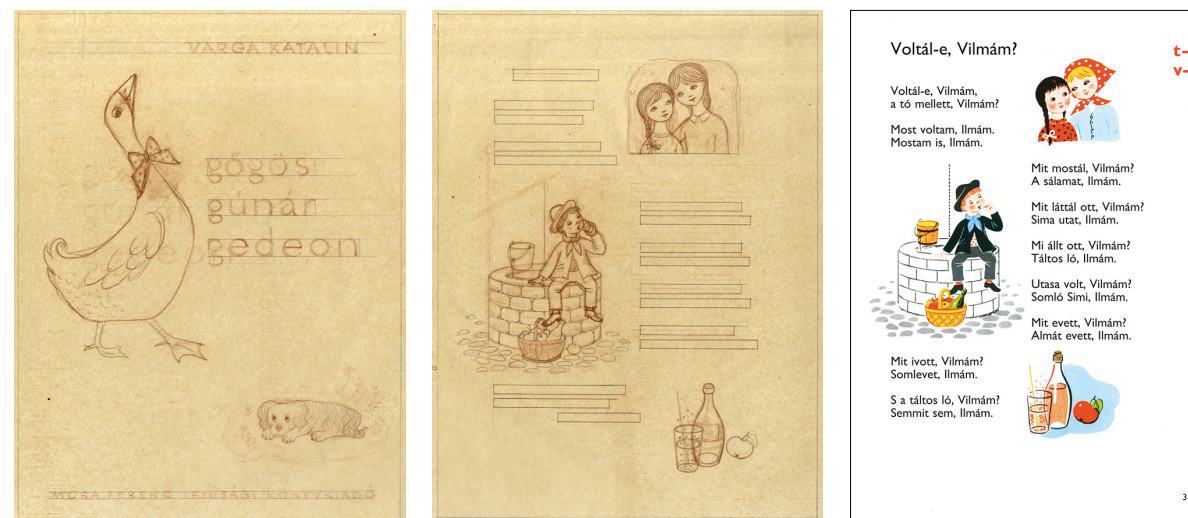 VARGA KATALIN
gőgös
gúnár
gedeon
MÓRA FERENC IFJÚSÁGI KÖNYVKIADÓ
Voltál-e, Vilmám?
Voltál-e, Vilmám,
a tó mellett, Vilmám?
Most voltam, Ilmám.
Mostam is, Ilmám.
Mit mostál, Vilmám?
A sálamat, Ilmám.
Mit láttál ott, Vilmám?
Sima utat, Ilmám.
Mi állt ott, Vilmám?
Táltos ló, Ilmám.
Utasa volt, Vilmám?
Somló Simi, Ilmám.
Mit evett, Vilmám?
Almát evett, Ilmám.
Mit ivott, Vilmám?
Somlevet, Ilmám.
S a táltos ló, Vilmám?
Semmit sem, Ilmám.
t-
v-
3